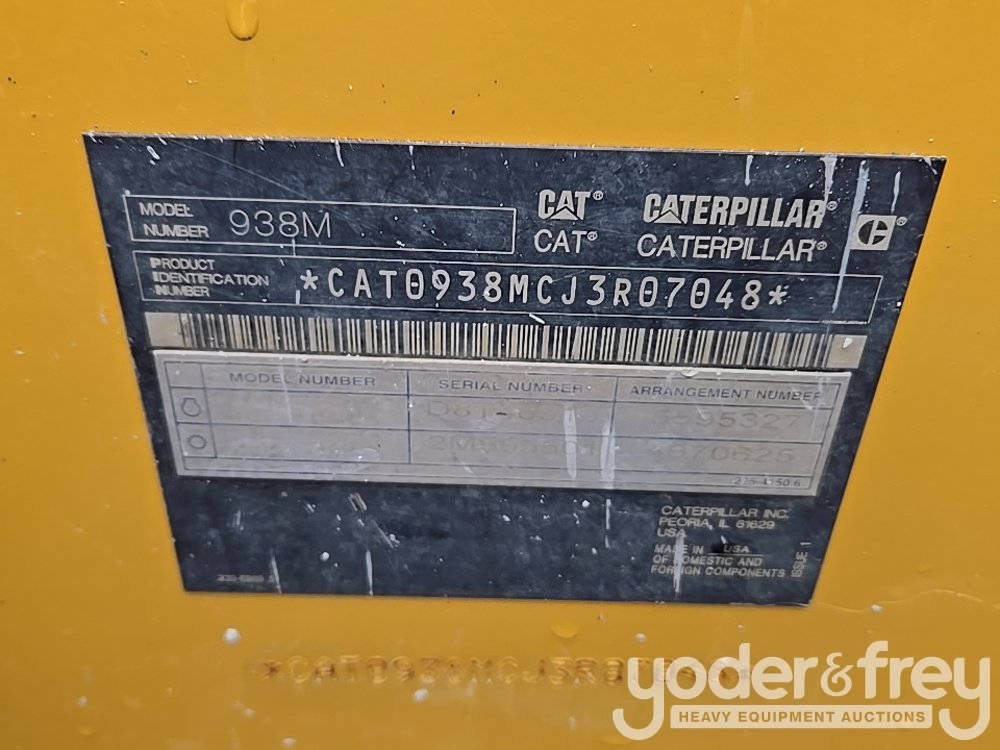 MODEL NUMBER 938M
CAT® CATERPILLAR®
CAT® CATERPILLAR®
PRODUCT IDENTIFICATION NUMBER
*CAT0938MCJ3R07048*
MODEL NUMBER SERIAL NUMBER ARRANGEMENT NUMBER
CATERPILLAR INC.
PEORIA, IL 61629
USA
MADE IN USA
OF DOMESTIC AND
FOREIGN COMPONENTS
ISSUE 1
yoder&frey
HEAVY EQUIPMENT AUCTIONS